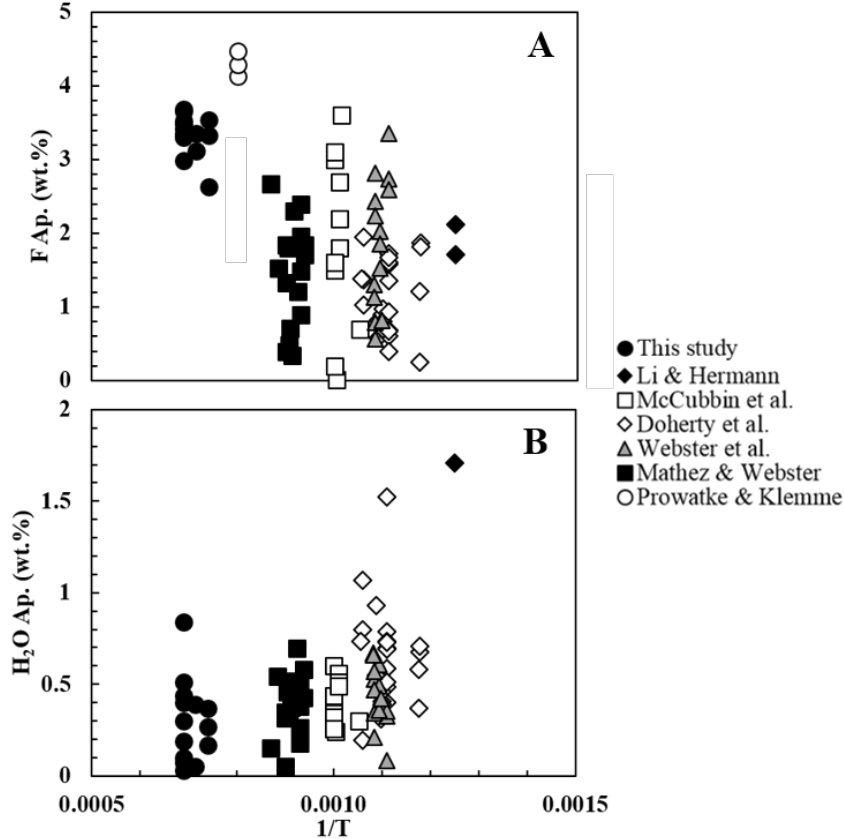 5
A
4
3
F Ap. (wt.%)
2
1
0
This study
Li & Hermann
McCubbin et al.
Doherty et al.
Webster et al.
Mathez & Webster
Prowatke & Klemme
2
B
1.5
H₂O Ap. (wt.%)
1
0.5
0
0.0005 0.0010 0.0015
1/T